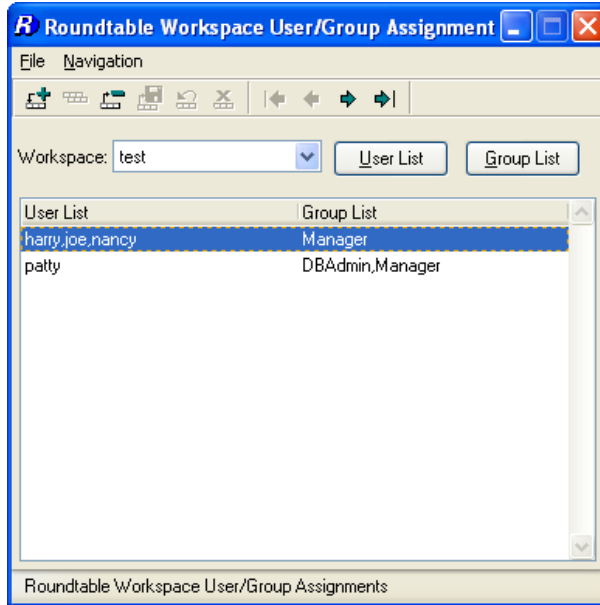 R Roundtable Workspace User/Group Assignment
File Navigation
Workspace: test User List Group List
User List Group List
harry,joe,nancy Manager
patty DBAdmin,Manager
Roundtable Workspace User/Group Assignments